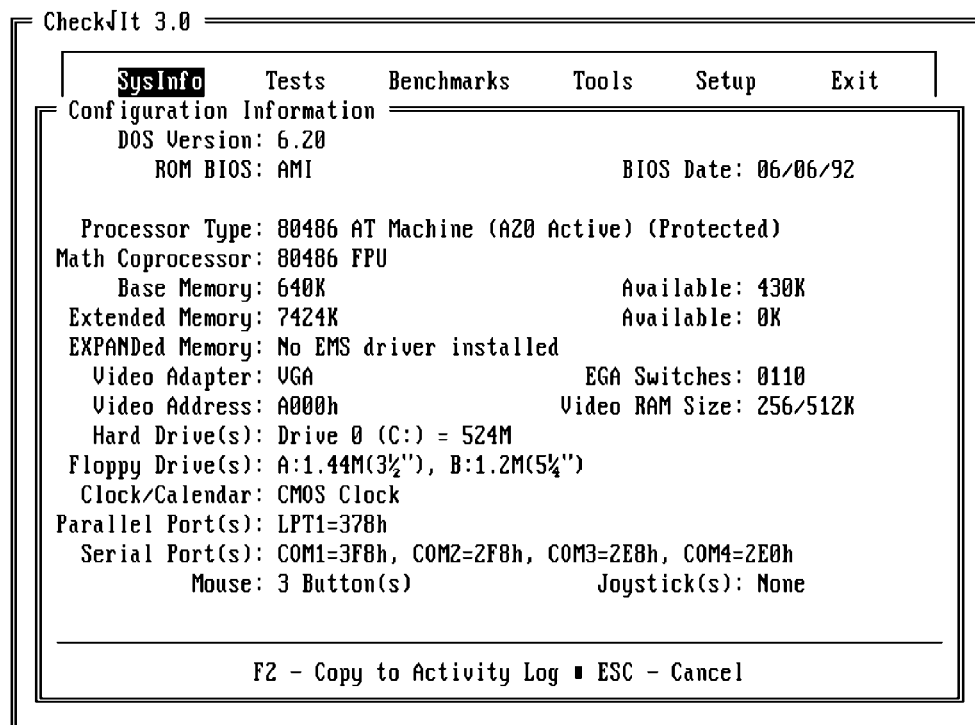 Check√It 3.0
SysInfo Tests Benchmarks Tools Setup Exit
Configuration Information
DOS Version: 6.20
ROM BIOS: AMI BIOS Date: 06/06/92
Processor Type: 80486 AT Machine (A20 Active) (Protected)
Math Coprocessor: 80486 FPU
Base Memory: 640K Available: 430K
Extended Memory: 7424K Available: 0K
EXPANDed Memory: No EMS driver installed
Video Adapter: VGA EGA Switches: 0110
Video Address: A000h Video RAM Size: 256/512K
Hard Drive(s): Drive 0 (C:) = 524M
Floppy Drive(s): A:1.44M(3½"), B:1.2M(5¼")
Clock/Calendar: CMOS Clock
Parallel Port(s): LPT1=378h
Serial Port(s): COM1=3F8h, COM2=2F8h, COM3=2E8h, COM4=2E0h
Mouse: 3 Button(s) Joystick(s): None
F2 - Copy to Activity Log ▪ ESC - Cancel